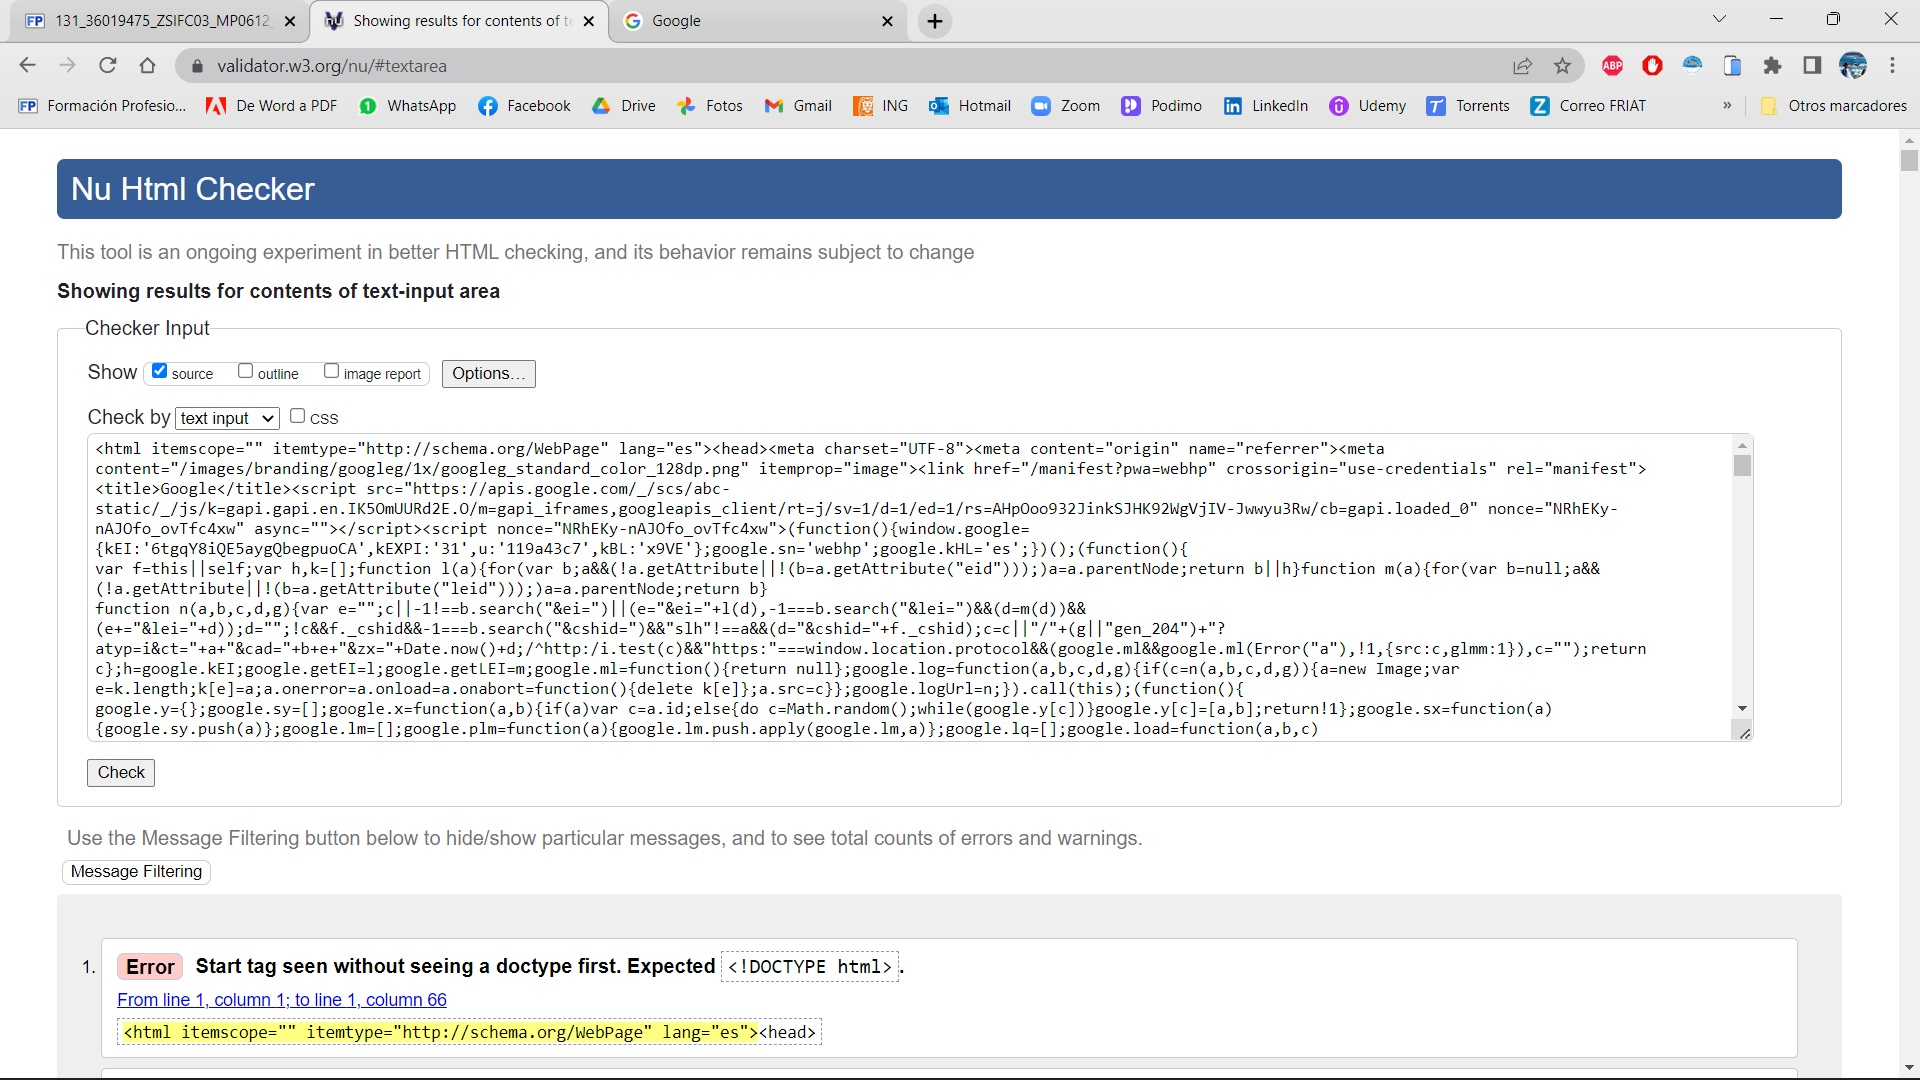 131_36019475_ZSIFC03_MP0612
Showing results for contents of t
Google
validator.w3.org/nu/#textarea
ABP
FP Formación Profesio... De Word a PDF WhatsApp Facebook Drive Fotos Gmail ING Hotmail Zoom Podimo LinkedIn Udemy Torrents Correo FRIAT » Otros marcadores
Nu Html Checker
This tool is an ongoing experiment in better HTML checking, and its behavior remains subject to change
Showing results for contents of text-input area
Checker Input
Show source outline image report Options...
Check by text input css
<html itemscope="" itemtype="http://schema.org/WebPage" lang="es"><head><meta charset="UTF-8"><meta content="origin" name="referrer"><meta
content="/images/branding/googleg/1x/googleg_standard_color_128dp.png" itemprop="image"><link href="/manifest?pwa=webhp" crossorigin="use-credentials" rel="manifest">
<title>Google</title><script src="https://apis.google.com/_/scs/abc-
static/_/js/k=gapi.gapi.en.IK5OmUURd2E.O/m=gapi_iframes,googleapis_client/rt=j/sv=1/d=1/ed=1/rs=AHpOoo932JinkSJHK92WgVjIV-Jwwyu3Rw/cb=gapi.loaded_0" nonce="NRhEKy-
nAJOfo_ovTfc4xw" async=""></script><script nonce="NRhEKy-nAJOfo_ovTfc4xw">(function(){window.google=
{kEI:'6tgqY8iQE5aygQbegpuoCA',kEXPI:'31',u:'119a43c7',kBL:'x9VE'};google.sn='webhp';google.kHL='es';})();(function(){
var f=this||self;var h,k=[];function l(a){for(var b;a&&(!a.getAttribute||!(b=a.getAttribute("eid")));)a=a.parentNode;return b||h}function m(a){for(var b=null;a&&
(!a.getAttribute||!(b=a.getAttribute("leid")));)a=a.parentNode;return b}
function n(a,b,c,d,g){var e="";c||-1!==b.search("&ei=")||(e="&ei="+l(d),-1===b.search("&lei=")&&(d=m(d))&&
(e+="&lei="+d));d="";!c&&f._cshid&&-1===b.search("&cshid=")&&"slh"!==a&&(d="&cshid="+f._cshid);c=c||"/"+(g||"gen_204")+"?
atyp=i&ct="+a+"&cad="+b+e+"&zx="+Date.now()+d;/^http:/i.test(c)&&"https:"===window.location.protocol&&(google.ml&&google.ml(Error("a"),!1,{src:c,glmm:1}),c="");return
c};h=google.kEI;google.getEI=l;google.getLEI=m;google.ml=function(){return null};google.log=function(a,b,c,d,g){if(c=n(a,b,c,d,g)){a=new Image;var
e=k.length;k[e]=a;a.onerror=a.onload=a.onabort=function(){delete k[e]};a.src=c}};google.logUrl=n;}).call(this);(function(){
google.y={};google.sy=[];google.x=function(a,b){if(a)var c=a.id;else{do c=Math.random();while(google.y[c])}google.y[c]=[a,b];return!1};google.sx=function(a)
{google.sy.push(a)};google.lm=[];google.plm=function(a){google.lm.push.apply(google.lm,a)};google.lq=[];google.load=function(a,b,c)
Check
Use the Message Filtering button below to hide/show particular messages, and to see total counts of errors and warnings.
Message Filtering
1. Error Start tag seen without seeing a doctype first. Expected <!DOCTYPE html>.
From line 1, column 1; to line 1, column 66
<html itemscope="" itemtype="http://schema.org/WebPage" lang="es"><head>